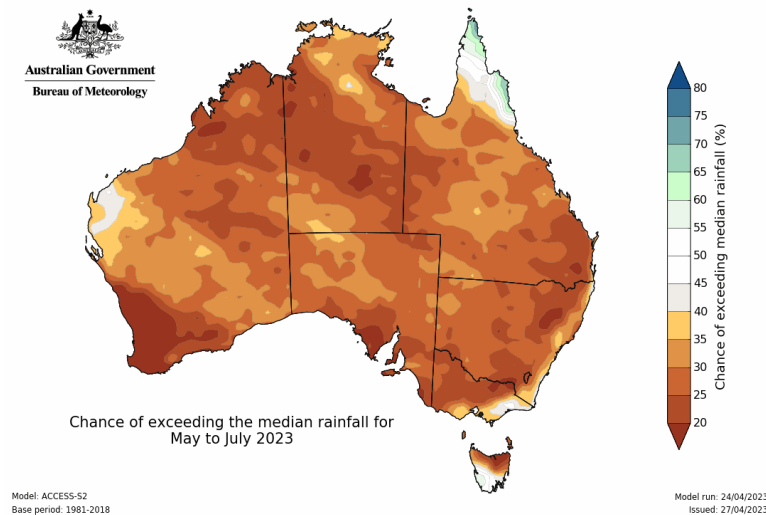 Australian Government
Bureau of Meteorology
80
75
70
65
60
55
50
45
40
35
30
25
20
Chance of exceeding median rainfall (%)
Chance of exceeding the median rainfall for
May to July 2023
Model: ACCESS-S2
Base period: 1981-2018
Model run: 24/04/2023
Issued: 27/04/2023